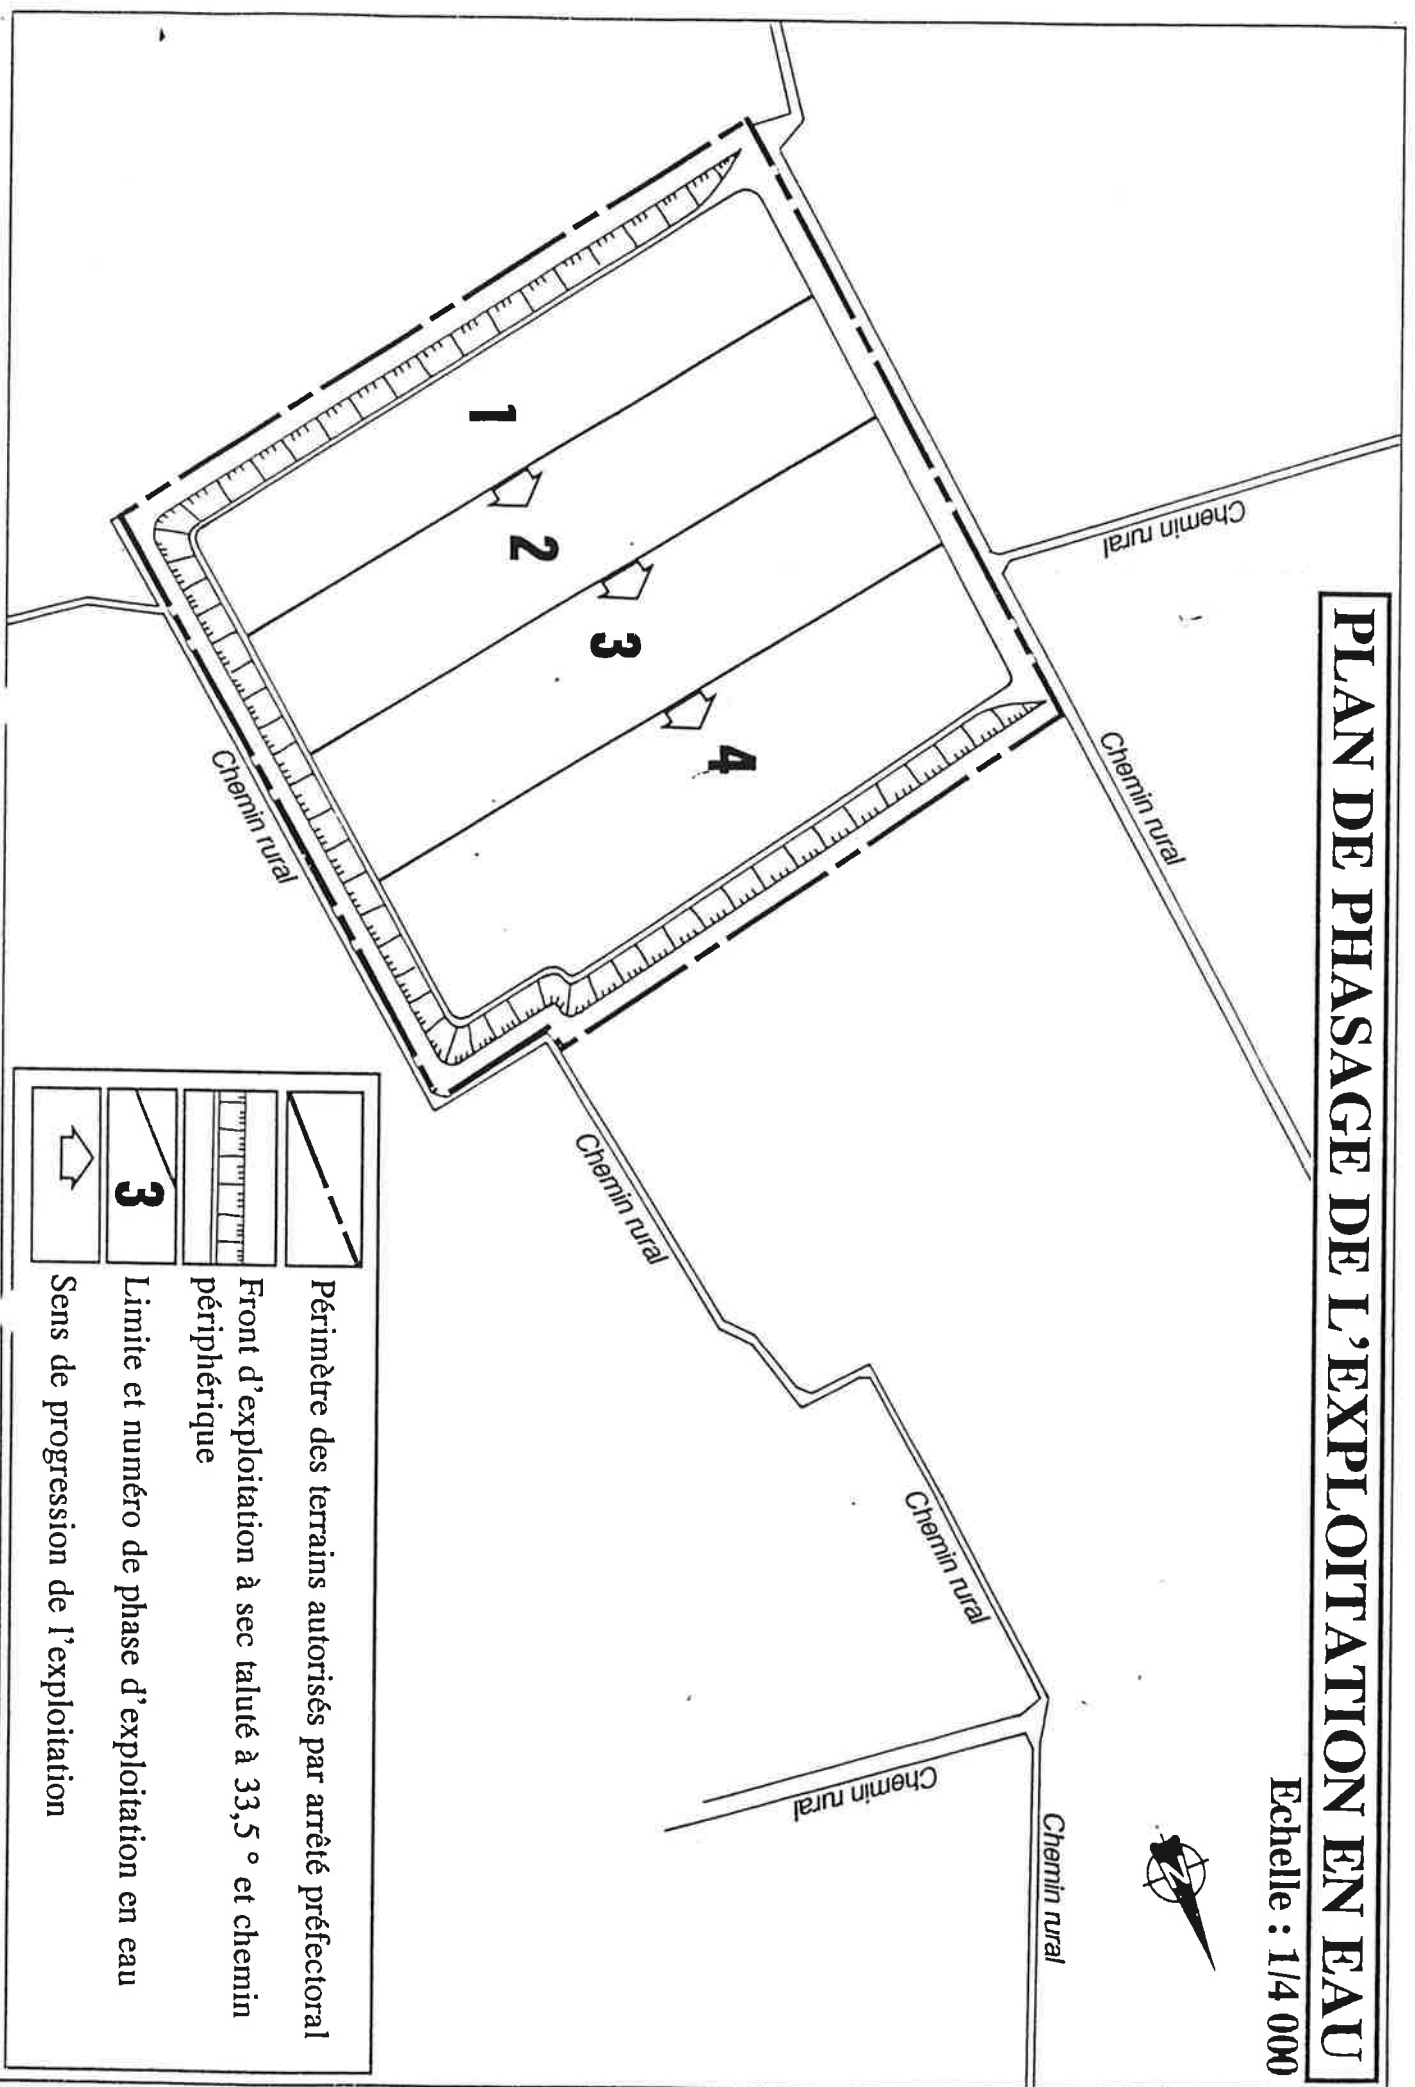 PLAN DE PHASAGE DE L'EXPLOITATION EN EAU
Echelle : 1/4 000
Chemin rural
Chemin rural
Chemin rural
Chemin rural
Chemin rural
Chemin rural
Chemin rural
1
2
3
4
N
Périmètre des terrains autorisés par arrêté préfectoral
Front d'exploitation à sec taluté à 33,5 ° et chemin
périphérique
3
Limite et numéro de phase d'exploitation en eau
Sens de progression de l'exploitation